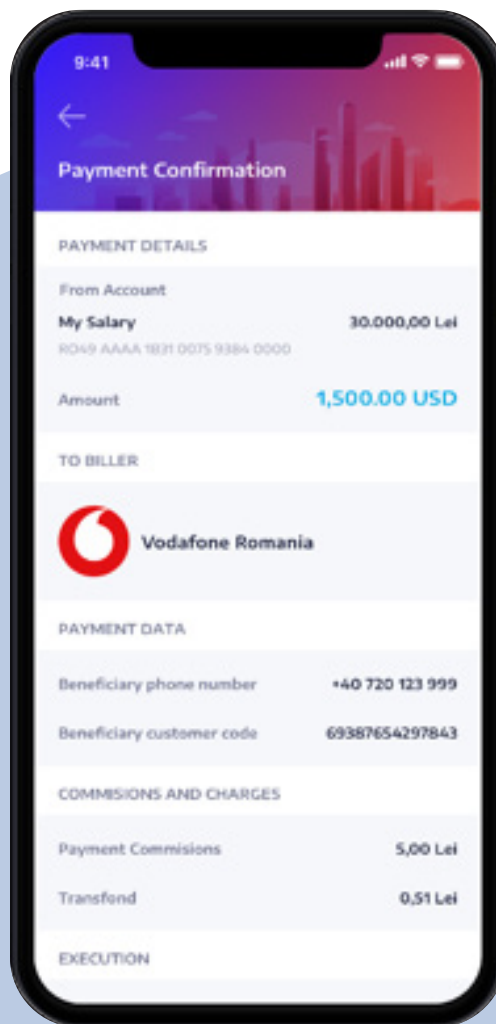 9:41
Payment Confirmation
PAYMENT DETAILS
From Account
My Salary 30.000,00 Lei
RO49 AAAA 1B31 0075 9384 0000
Amount 1,500.00 USD
TO BILLER
Vodafone Romania
PAYMENT DATA
Beneficiary phone number +40 720 123 999
Beneficiary customer code 69387654297843
COMMISIONS AND CHARGES
Payment Commisions 5,00 Lei
Transfond 0,51 Lei
EXECUTION